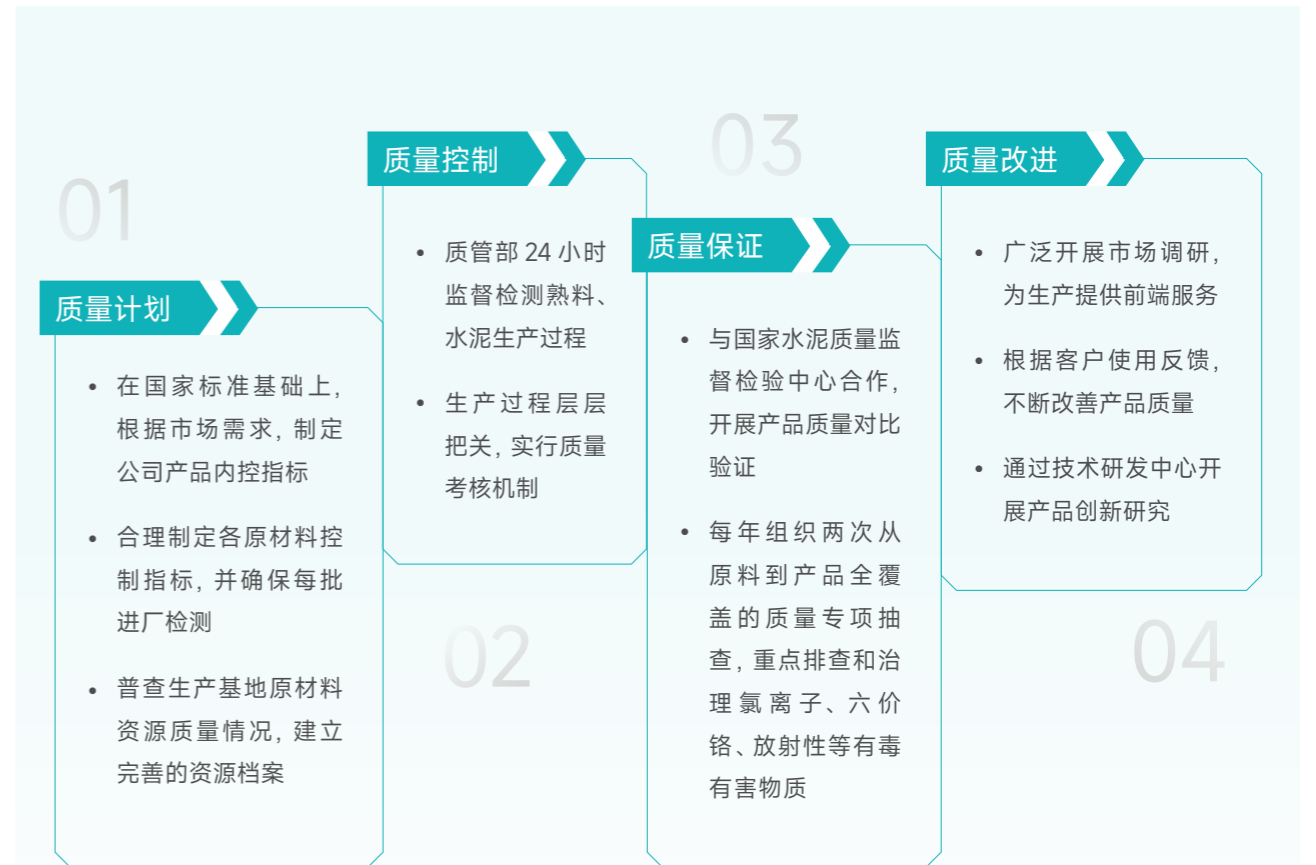 01
质量计划
• 在国家标准基础上,
根据市场需求, 制定
公司产品内控指标
• 合理制定各原材料控
制指标, 并确保每批
进厂检测
• 普查生产基地原材料
资源质量情况, 建立
完善的资源档案
质量控制
• 质管部 24 小时
监督检测熟料、
水泥生产过程
• 生产过程层层
把关, 实行质量
考核机制
02
03
质量保证
• 与国家水泥质量监
督检验中心合作,
开展产品质量对比
验证
• 每年组织两次从
原料到产品全覆
盖的质量专项抽
查, 重点排查和治
理氯离子、六价
铬、放射性等有毒
有害物质
质量改进
• 广泛开展市场调研,
为生产提供前端服务
• 根据客户使用反馈,
不断改善产品质量
• 通过技术研发中心开
展产品创新研究
04